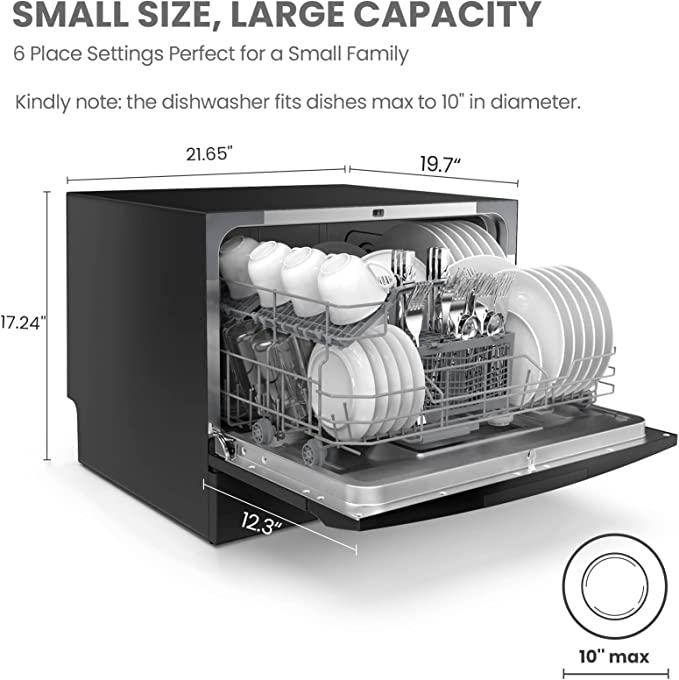 SMALL SIZE, LARGE CAPACITY
6 Place Settings Perfect for a Small Family
Kindly note: the dishwasher fits dishes max to 10" in diameter.
21.65"
19.7“
17.24"
12.3“
10" max